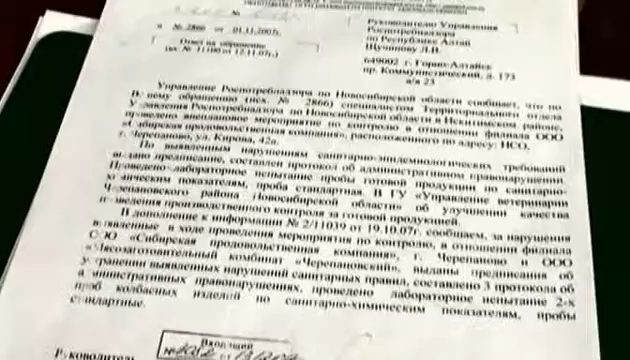 №
Руководителю Управления
Роспотребнадзора
по Республике Алтай
Щучинову Л.В.
649002 г. Горно-Алтайск
пр. Коммунистический, д. 173
а/я 23
№ 2866 от 01.11.2007г.
Ответ на обращение
(вх. № 11100 от 12.11.07г.)
Управление Роспотребнадзора по Новосибирской области сообщает, что по
Вашему обращению (исх. № 2866) специалистом Территориального отдела
Управления Роспотребнадзора по Новосибирской области в Искитимском районе,
проведено внеплановое мероприятие по контролю в отношении филиала ООО
«Сибирская продовольственная компания», расположенного по адресу: НСО,
г. Черепаново, ул. Кирова, 42а.
По выявленным нарушениям санитарно-эпидемиологических требований
выдано предписание, составлен протокол об административном правонарушении.
Проведено лабораторное испытание пробы готовой продукции по санитарно-
химическим показателям, проба стандартная. В ГУ «Управление ветеринарии
Черепановского района Новосибирской области» об улучшении качества
проведения производственного контроля за готовой продукцией.
В дополнение к информации № 2/11039 от 19.10.07г. сообщаем, за нарушения
выявленные в ходе проведения мероприятия по контролю, в отношении филиала
ООО «Сибирская продовольственная компания», г. Черепаново и ООО
«Мясозаготовительный комбинат «Черепановский», выданы предписания об
устранении выявленных нарушений санитарных правил, составлено 3 протокола об
административных правонарушениях, проведено лабораторное испытание 2-х
проб колбасных изделий по санитарно-химическим показателям, пробы
стандартные.
Входящий
№ от
Руководитель